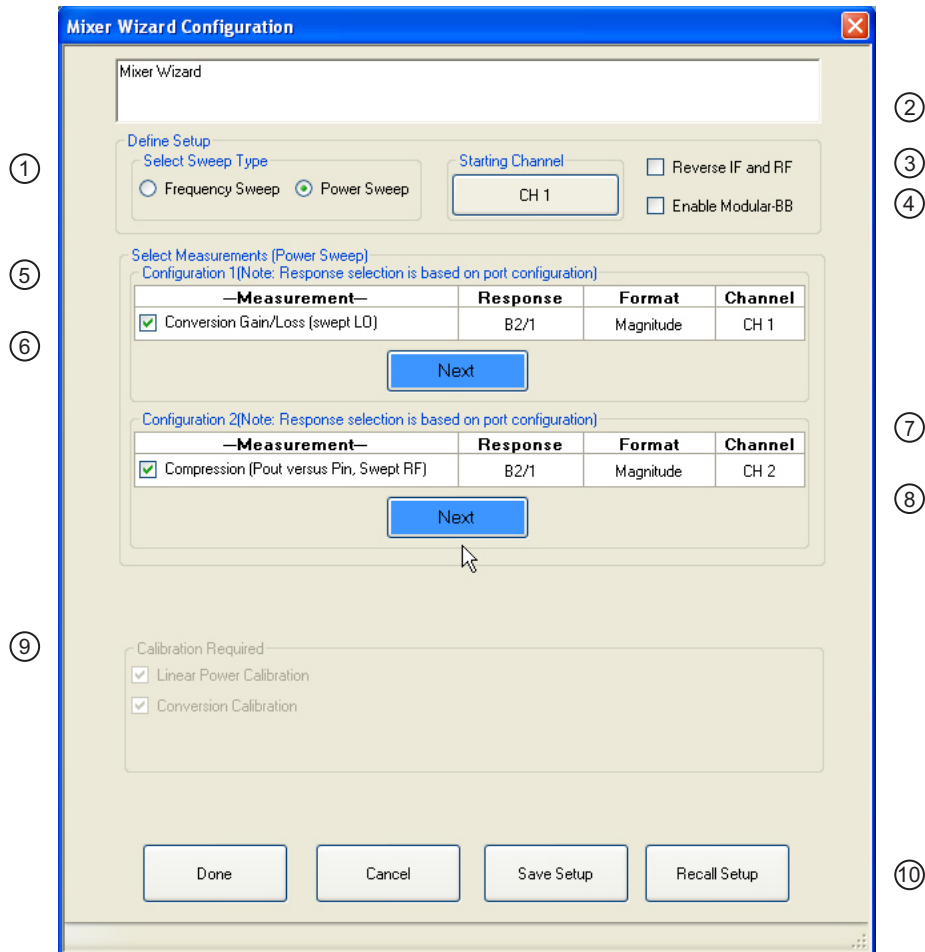 Mixer Wizard Configuration
Mixer Wizard
②
Define Setup
①
Select Sweep Type
Frequency Sweep Power Sweep
Starting Channel
CH 1
Reverse IF and RF
③
Enable Modular-BB
④
Select Measurements (Power Sweep)
⑤
Configuration 1(Note: Response selection is based on port configuration)
—Measurement— Response Format Channel
Conversion Gain/Loss (swept LO) B2/1 Magnitude CH 1
⑥
Next
Configuration 2(Note: Response selection is based on port configuration)
⑦
—Measurement— Response Format Channel
Compression (Pout versus Pin, Swept RF) B2/1 Magnitude CH 2
⑧
Next
⑨
Calibration Required
Linear Power Calibration
Conversion Calibration
Done Cancel Save Setup Recall Setup
⑩